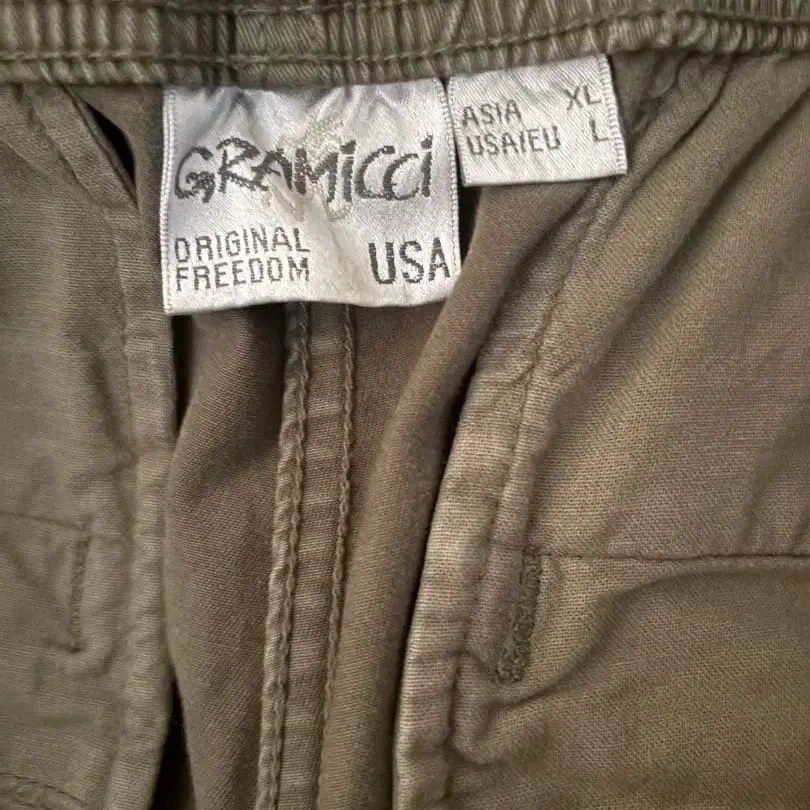 GRAMiCCi
ORIGINAL
FREEDOM
USA
ASIA XL
USA/EU L